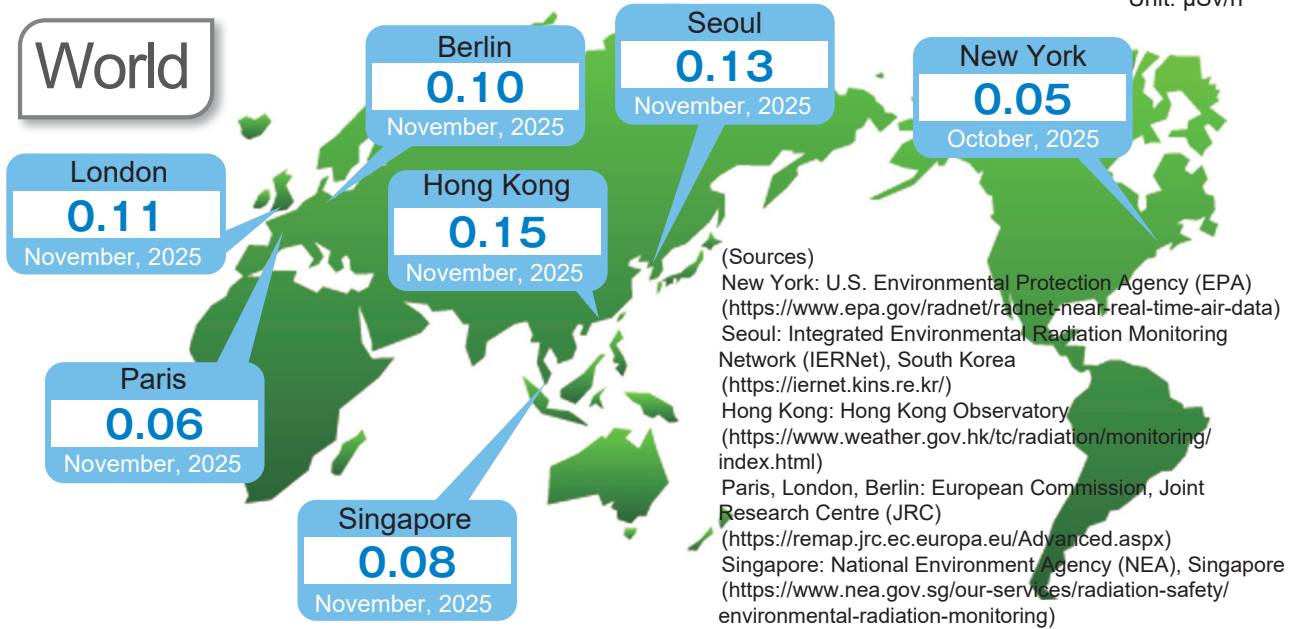 Unit: μSv/h
World
Berlin
0.10
November, 2025
Seoul
0.13
November, 2025
New York
0.05
October, 2025
London
0.11
November, 2025
Hong Kong
0.15
November, 2025
Paris
0.06
November, 2025
Singapore
0.08
November, 2025
(Sources)
New York: U.S. Environmental Protection Agency (EPA)
(https://www.epa.gov/radnet/radnet-near-real-time-air-data)
Seoul: Integrated Environmental Radiation Monitoring
Network (IERNet), South Korea
(https://iernet.kins.re.kr/)
Hong Kong: Hong Kong Observatory
(https://www.weather.gov.hk/tc/radiation/monitoring/
index.html)
Paris, London, Berlin: European Commission, Joint
Research Centre (JRC)
(https://remap.jrc.ec.europa.eu/Advanced.aspx)
Singapore: National Environment Agency (NEA), Singapore
(https://www.nea.gov.sg/our-services/radiation-safety/
environmental-radiation-monitoring)